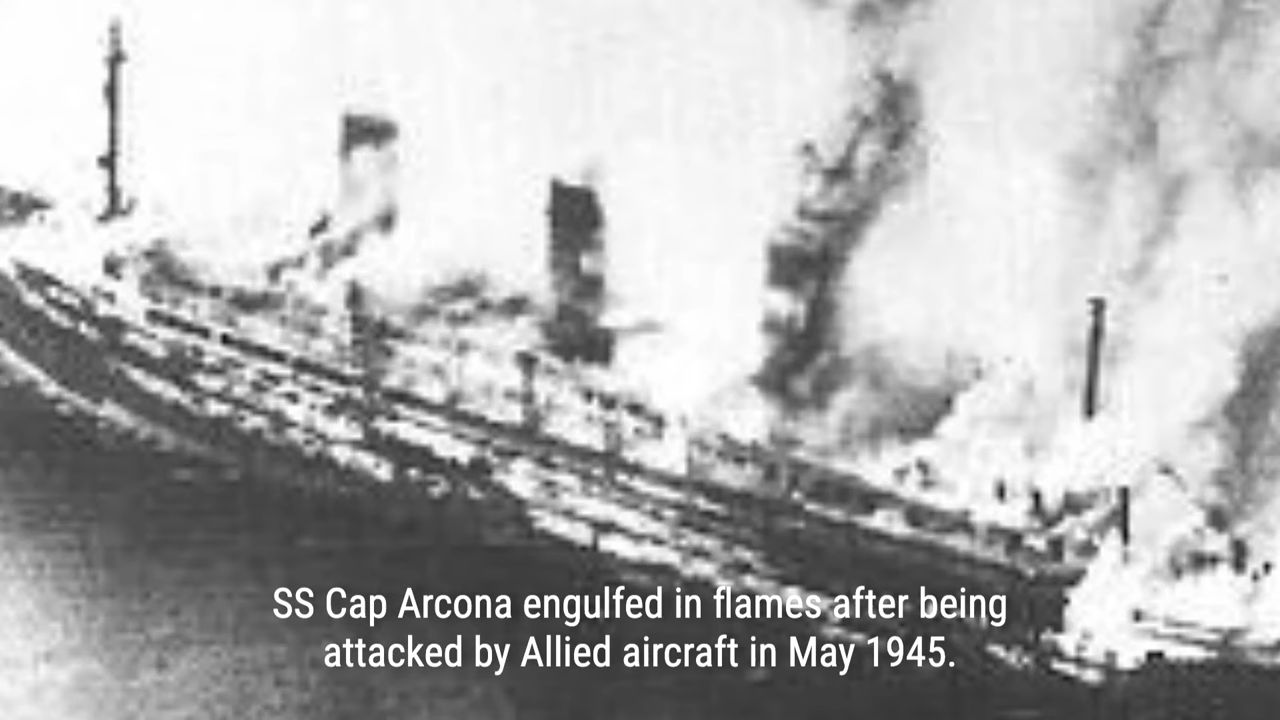 SS Cap Arcona engulfed in flames after being
attacked by Allied aircraft in May 1945.